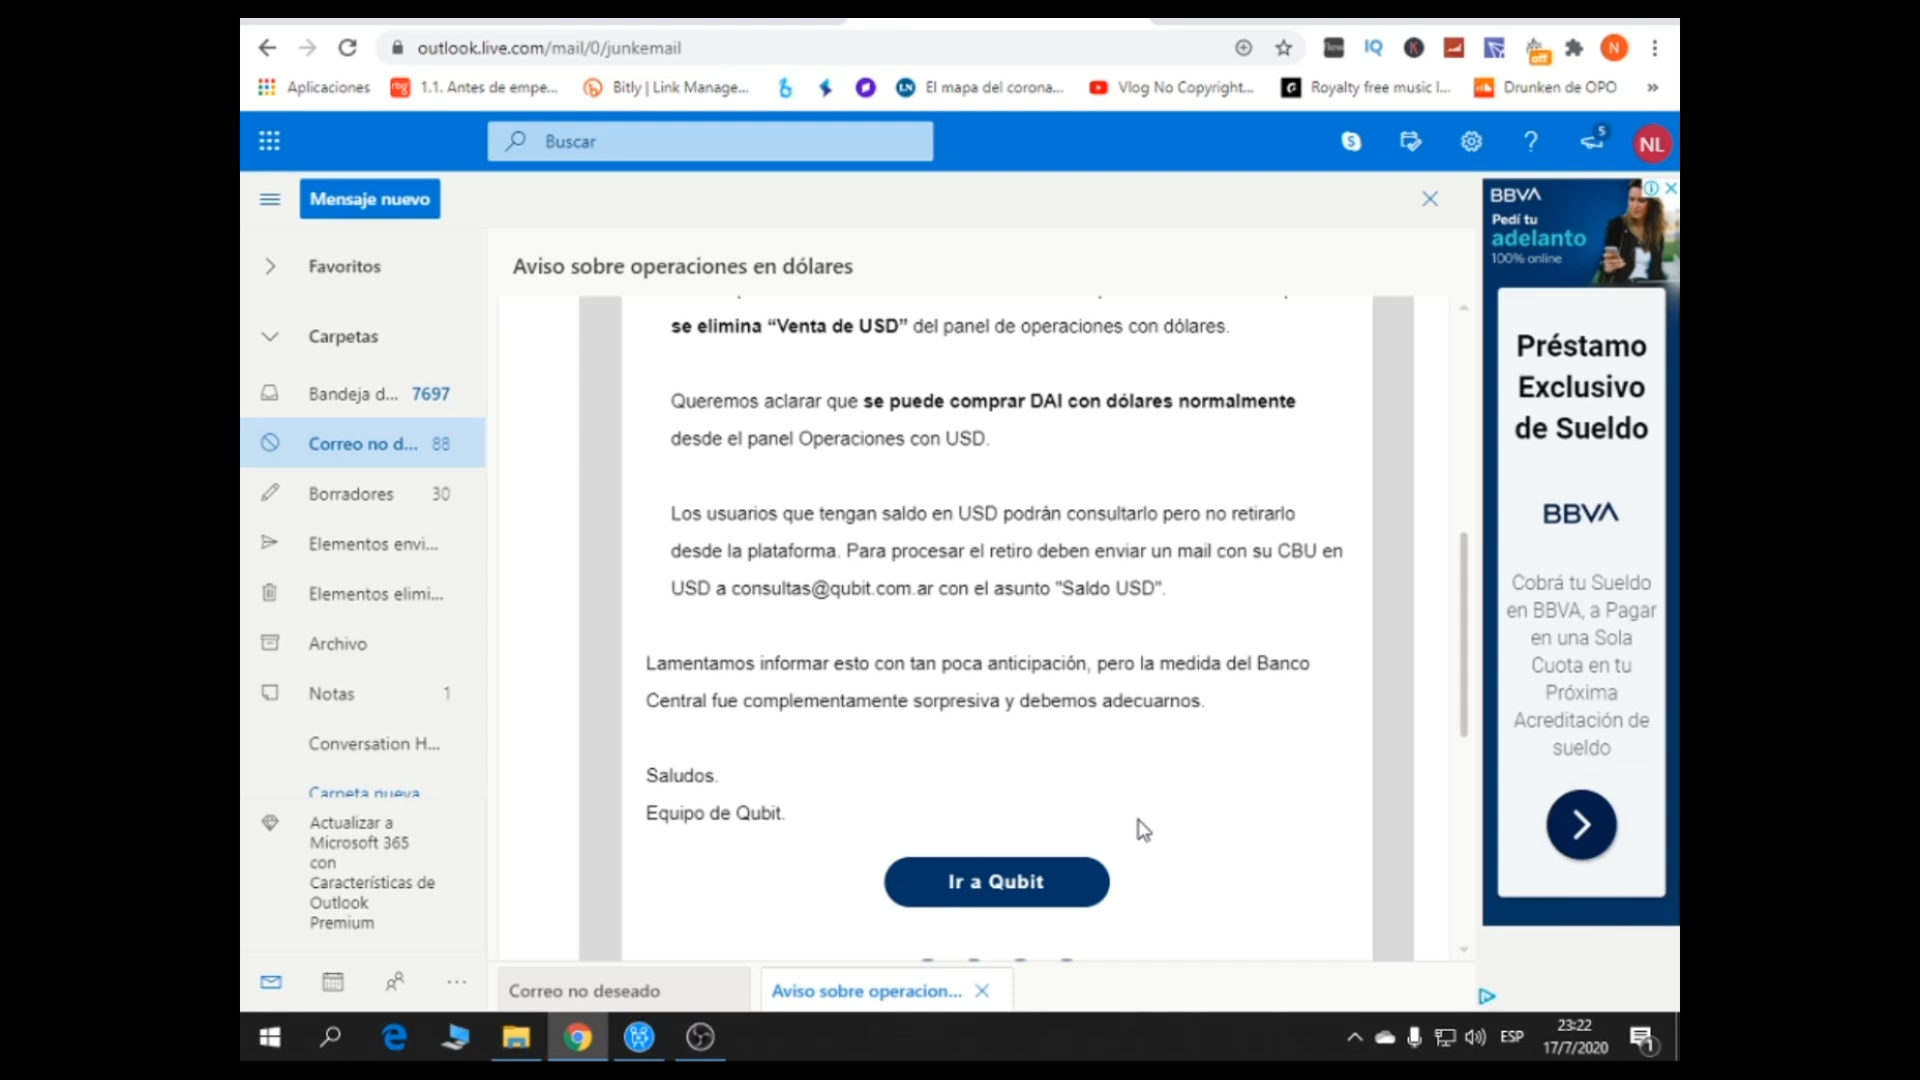 outlook.live.com/mail/0/junkemail
IQ
K
off
N
Aplicaciones
rbg
1.1. Antes de empe...
Bitly | Link Manage...
LN
El mapa del corona...
Vlog No Copyright...
Royalty free music l...
Drunken de OPO
»
Buscar
S
?
5
NL
Mensaje nuevo
Favoritos
Carpetas
Bandeja d... 7697
Correo no d... 88
Borradores 30
Elementos envi...
Elementos elimi...
Archivo
Notas 1
Conversation H...
Carpeta nueva
Actualizar a
Microsoft 365
con
Características de
Outlook
Premium
Aviso sobre operaciones en dólares
se elimina “Venta de USD” del panel de operaciones con dólares.
Queremos aclarar que se puede comprar DAI con dólares normalmente
desde el panel Operaciones con USD.
Los usuarios que tengan saldo en USD podrán consultarlo pero no retirarlo
desde la plataforma. Para procesar el retiro deben enviar un mail con su CBU en
USD a consultas@qubit.com.ar con el asunto "Saldo USD".
Lamentamos informar esto con tan poca anticipación, pero la medida del Banco
Central fue complementamente sorpresiva y debemos adecuarnos.
Saludos.
Equipo de Qubit.
Ir a Qubit
Correo no deseado
Aviso sobre operacion...
BBVA
Pedí tu
adelanto
100% online
Préstamo
Exclusivo
de Sueldo
BBVA
Cobrá tu Sueldo
en BBVA, a Pagar
en una Sola
Cuota en tu
Próxima
Acreditación de
sueldo
ESP
23:22
17/7/2020
1